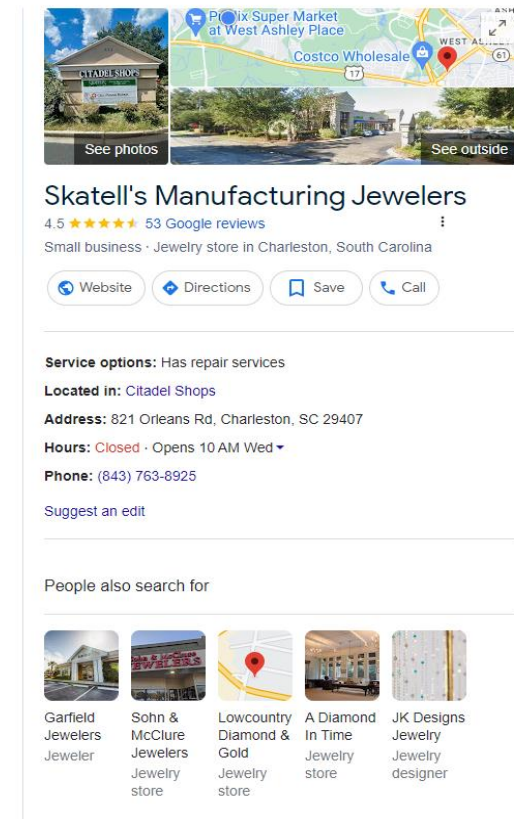 CITADEL SHOPS
See photos
Publix Super Market
at West Ashley Place
Costco Wholesale
17
61
See outside
Skatell's Manufacturing Jewelers
4.5 53 Google reviews
Small business · Jewelry store in Charleston, South Carolina
Website Directions Save Call
Service options: Has repair services
Located in: Citadel Shops
Address: 821 Orleans Rd, Charleston, SC 29407
Hours: Closed · Opens 10 AM Wed
Phone: (843) 763-8925
Suggest an edit
People also search for
Garfield
Jewelers
Jeweler
Sohn &
McClure
Jewelers
Jewelry
store
Lowcountry
Diamond &
Gold
Jewelry
store
A Diamond
In Time
Jewelry
store
JK Designs
Jewelry
Jewelry
designer